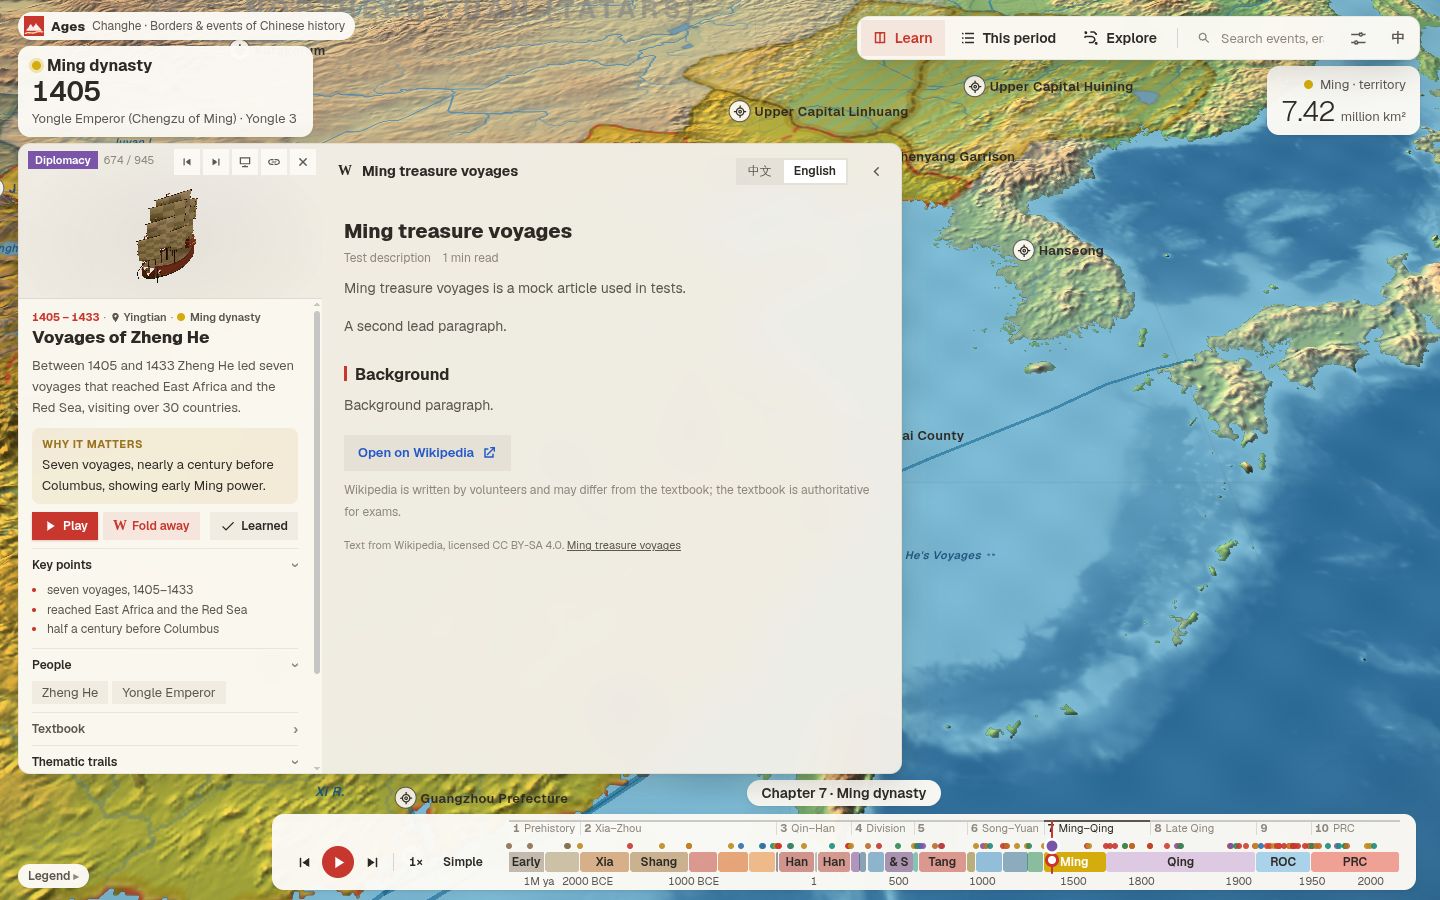 Ages Changhe · Borders & events of Chinese history
Learn
This period
Explore
Search events, er
中
Ming dynasty
1405
Yongle Emperor (Chengzu of Ming) · Yongle 3
Ming · territory
7.42 million km²
Upper Capital Huining
Upper Capital Linhuang
henyang Garrison
Hanseong
ai County
He's Voyages
Guangzhou Prefecture
XI R.
Diplomacy 674 / 945
1405 – 1433 · Yingtian · Ming dynasty
Voyages of Zheng He
Between 1405 and 1433 Zheng He led seven
voyages that reached East Africa and the
Red Sea, visiting over 30 countries.
WHY IT MATTERS
Seven voyages, nearly a century before
Columbus, showing early Ming power.
Play
W Fold away
Learned
Key points
seven voyages, 1405–1433
reached East Africa and the Red Sea
half a century before Columbus
People
Zheng He
Yongle Emperor
Textbook
Thematic trails
W Ming treasure voyages
中文
English
Ming treasure voyages
Test description 1 min read
Ming treasure voyages is a mock article used in tests.
A second lead paragraph.
Background
Background paragraph.
Open on Wikipedia
Wikipedia is written by volunteers and may differ from the textbook; the textbook is authoritative
for exams.
Text from Wikipedia, licensed CC BY-SA 4.0. Ming treasure voyages
Chapter 7 · Ming dynasty
Legend ▸
1×
Simple
1 Prehistory 2 Xia–Zhou 3 Qin–Han 4 Division 5 6 Song–Yuan 7 Ming–Qing 8 Late Qing 9 10 PRC
Early Xia Shang Han Han & S Tang Ming Qing ROC PRC
1M ya 2000 BCE 1000 BCE 1 500 1000 1500 1800 1900 1950 2000